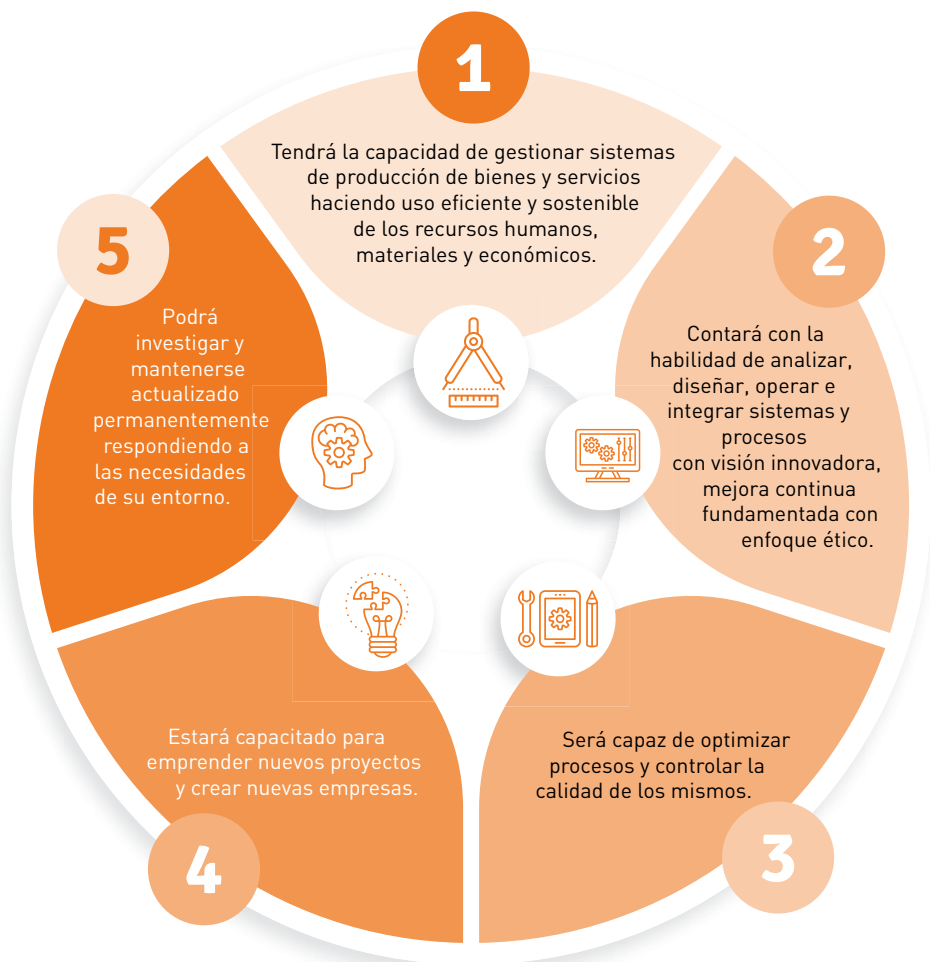 1
Tendrá la capacidad de gestionar sistemas
de producción de bienes y servicios
haciendo uso eficiente y sostenible
de los recursos humanos,
materiales y económicos.
2
Contará con la
habilidad de analizar,
diseñar, operar e
integrar sistemas y
procesos
con visión innovadora,
mejora continua
fundamentada con
enfoque ético.
3
Será capaz de optimizar
procesos y controlar la
calidad de los mismos.
4
Estará capacitado para
emprender nuevos proyectos
y crear nuevas empresas.
5
Podrá
investigar y
mantenerse
actualizado
permanentemente
respondiendo a
las necesidades
de su entorno.